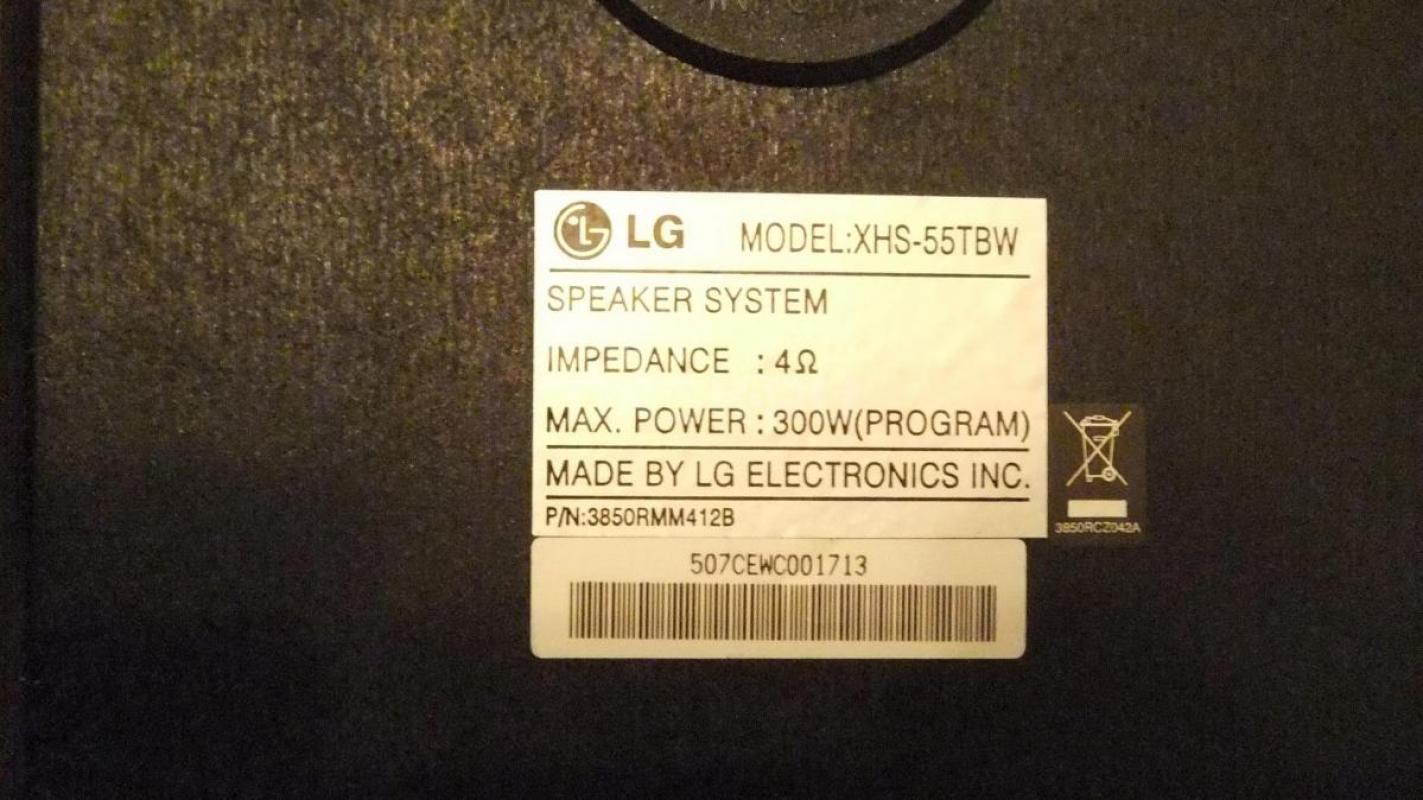 LG MODEL:XHS-55TBW
SPEAKER SYSTEM
IMPEDANCE : 4Ω
MAX. POWER : 300W(PROGRAM)
MADE BY LG ELECTRONICS INC.
P/N:3850RMM412B
3850RCZ042A
507CEWC001713